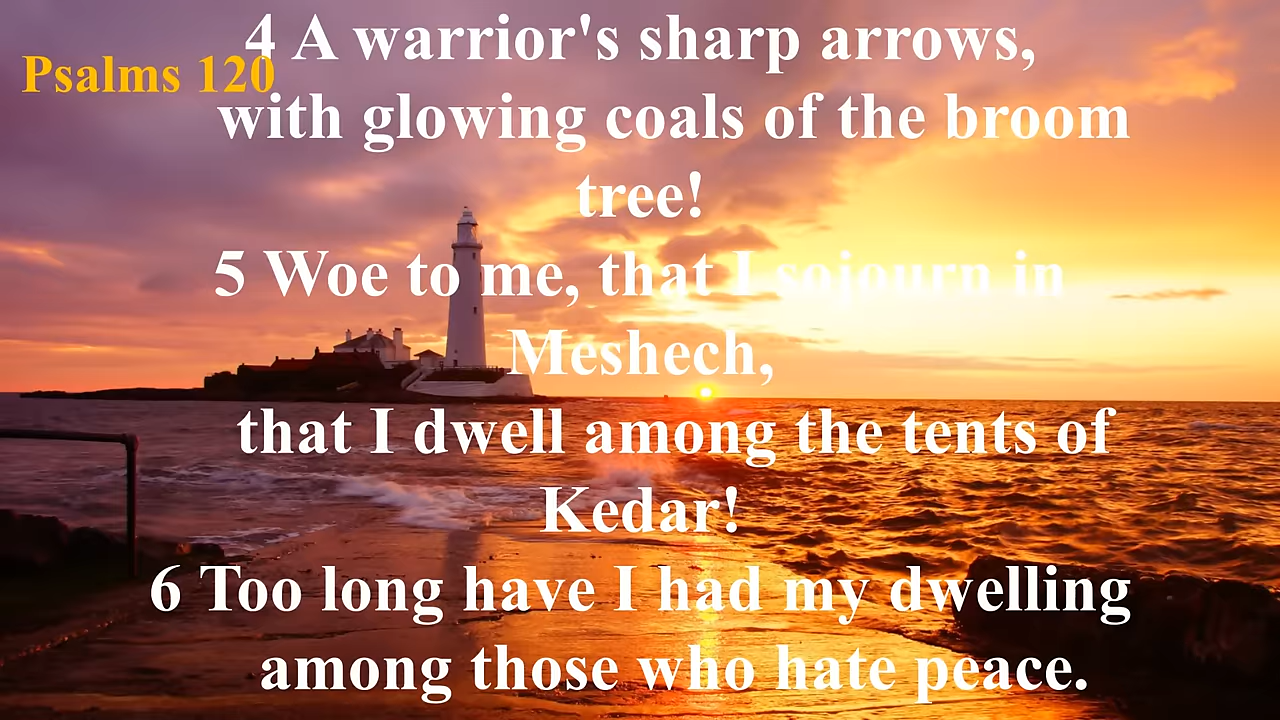 Psalms 120
4 A warrior's sharp arrows,
with glowing coals of the broom
tree!
5 Woe to me, that I sojourn in
Meshech,
that I dwell among the tents of
Kedar!
6 Too long have I had my dwelling
among those who hate peace.